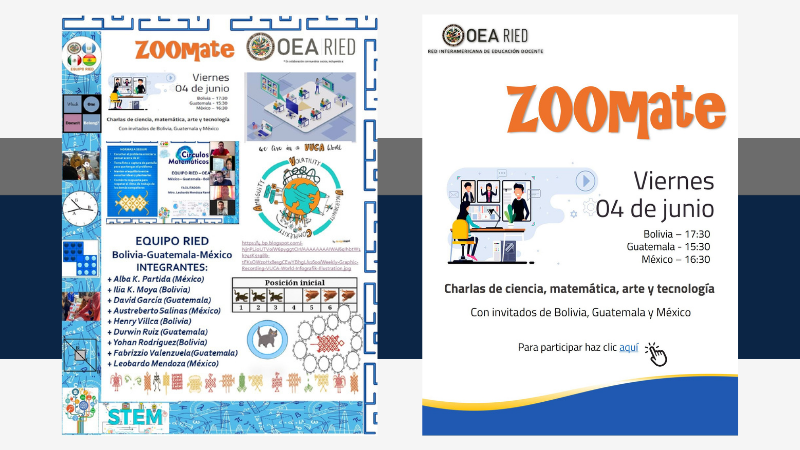 EQUIPO RIED
ZOOMate
OEA RIED
Viernes
04 de junio
Bolivia – 17:30
Guatemala - 15:30
México – 16:30
Charlas de ciencia, matemática, arte y tecnología
Con invitados de Bolivia, Guatemala y México
Círculos
Matemáticos
EQUIPO RIED – OEA
We live in a VUCA World
VOLATILITY
UNCERTAINTY
COMPLEXITY
AMBIGUITY
EQUIPO RIED
Bolivia-Guatemala-México
INTEGRANTES:
+ Alba K. Partida (México)
+ Ilia K. Moya (Bolivia)
+ David García (Guatemala)
+ Austreberto Salinas (México)
+ Henry Villca (Bolivia)
+ Durwin Ruiz (Guatemala)
+ Yohan Rodríguez(Bolivia)
+ Fabrizzio Valenzuela(Guatemala)
+ Leobardo Mendoza (México)
Posición inicial
1 2 3 4 5 6 7
STEM
OEA RIED
RED INTERAMERICANA DE EDUCACIÓN DOCENTE
ZOOMate
Viernes
04 de junio
Bolivia – 17:30
Guatemala - 15:30
México – 16:30
Charlas de ciencia, matemática, arte y tecnología
Con invitados de Bolivia, Guatemala y México
Para participar haz clic aquí